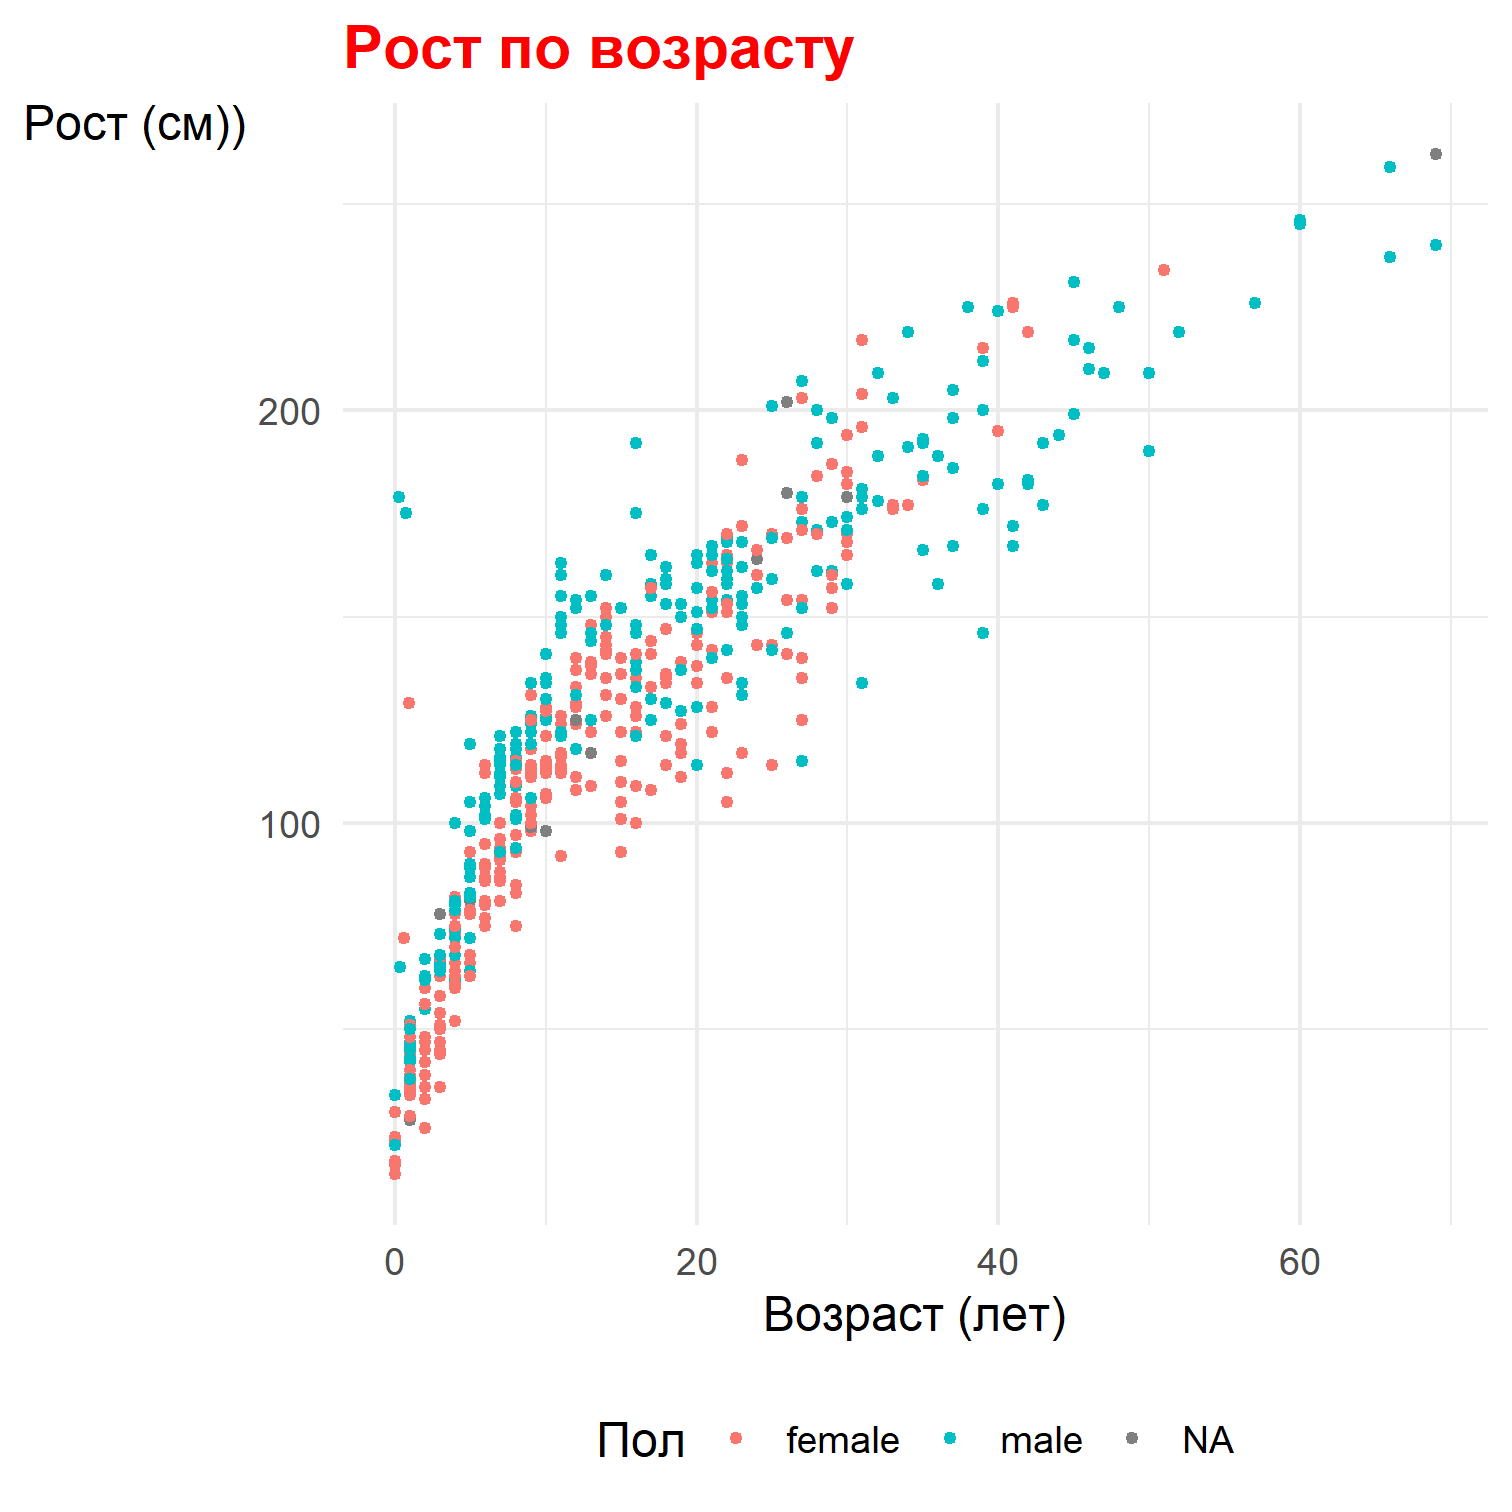 Рост по возрасту
Рост (см))
200
100
0 20 40 60
Возраст (лет)
Пол female male NA